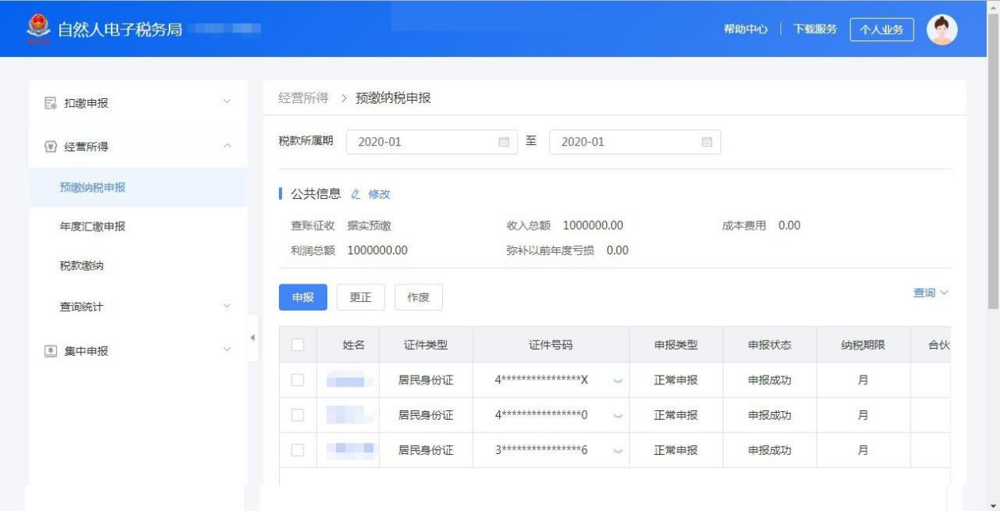 自然人电子税务局
帮助中心 下载服务 个人业务
扣缴申报
经营所得
预缴纳税申报
年度汇缴申报
税款缴纳
查询统计
集中申报
经营所得 > 预缴纳税申报
税款所属期 2020-01 至 2020-01
公共信息 修改
查账征收 据实预缴 收入总额 1000000.00 成本费用 0.00
利润总额 1000000.00 弥补以前年度亏损 0.00
申报 更正 作废 查询
姓名 证件类型 证件号码 申报类型 申报状态 纳税期限 合伙
居民身份证 4****************X 正常申报 申报成功 月
居民身份证 4****************0 正常申报 申报成功 月
居民身份证 3****************6 正常申报 申报成功 月